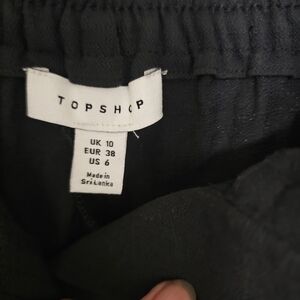 TOPSHOP
UK 10
EUR 38
US 6
Made in
Sri Lanka